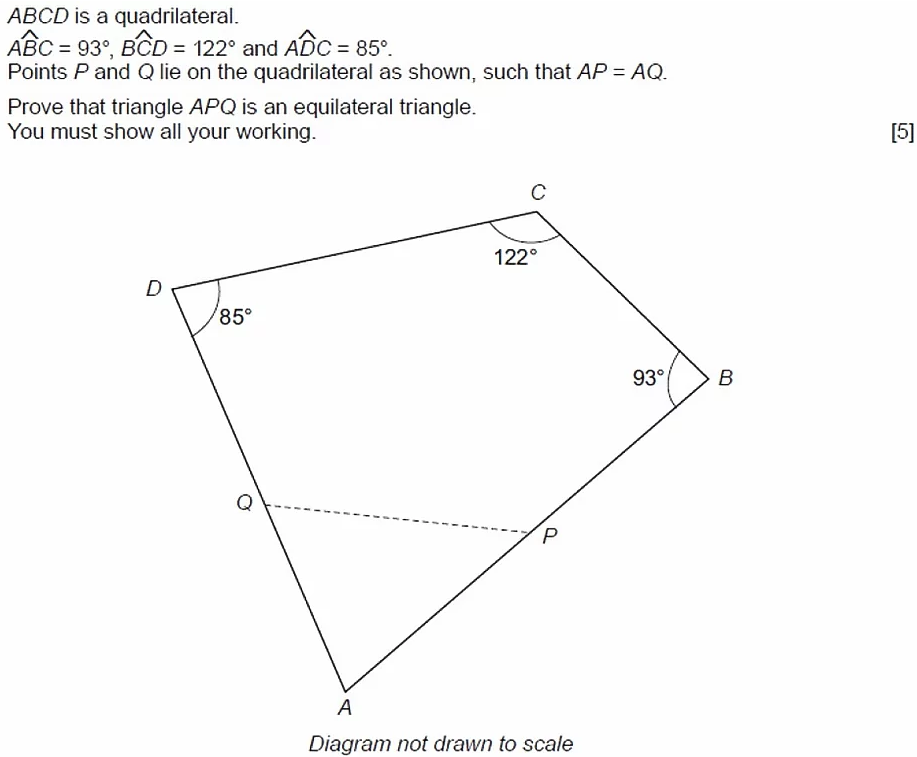 ABCD is a quadrilateral.
AB̂C = 93°, BĈD = 122° and AD̂C = 85°.
Points P and Q lie on the quadrilateral as shown, such that AP = AQ.
Prove that triangle APQ is an equilateral triangle.
You must show all your working. [5]
C
122°
D
85°
93°
B
Q
P
A
Diagram not drawn to scale